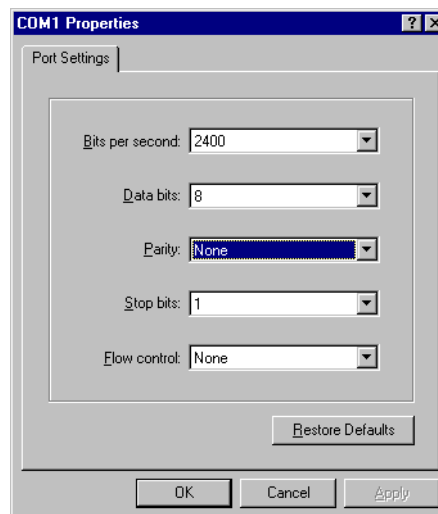 COM1 Properties
Port Settings
Bits per second: 2400
Data bits: 8
Parity: None
Stop bits: 1
Flow control: None
Restore Defaults
OK Cancel Apply